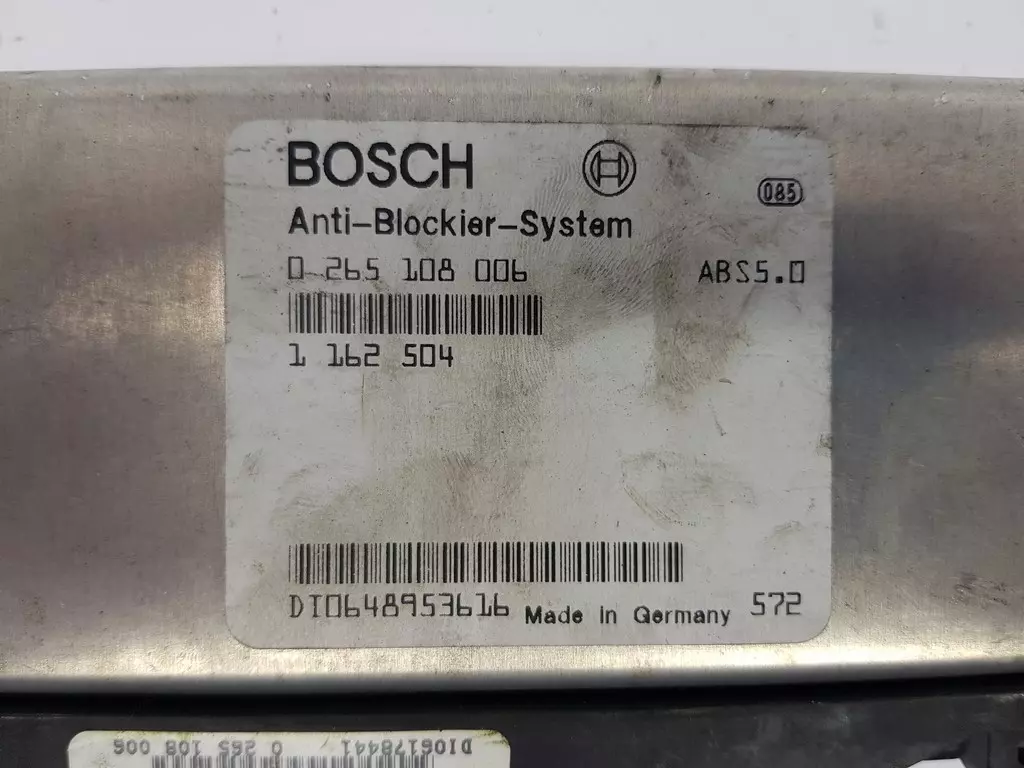 BOSCH
085
Anti-Blockier-System
0 265 108 006 ABS5.0
1 162 504
DI0648953616 Made in Germany 572
DI06178441 0 265 108 006